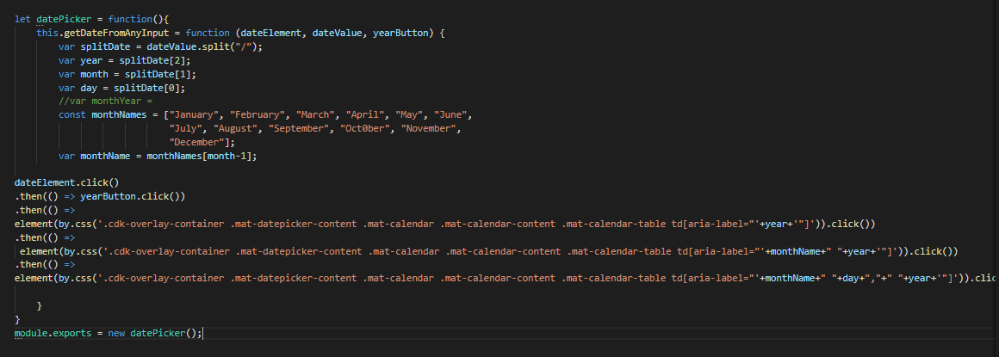 let datePicker = function(){
this.getDateFromAnyInput = function (dateElement, dateValue, yearButton) {
var splitDate = dateValue.split("/");
var year = splitDate[2];
var month = splitDate[1];
var day = splitDate[0];
//var monthYear =
const monthNames = ["January", "February", "March", "April", "May", "June",
"July", "August", "September", "Oct0ber", "November",
"December"];
var monthName = monthNames[month-1];
dateElement.click()
.then(() => yearButton.click())
.then(() =>
element(by.css('.cdk-overlay-container .mat-datepicker-content .mat-calendar .mat-calendar-content .mat-calendar-table td[aria-label="'+year+'"]')).click())
.then(() =>
element(by.css('.cdk-overlay-container .mat-datepicker-content .mat-calendar .mat-calendar-content .mat-calendar-table td[aria-label="'+monthName+" "+year+'"]')).click())
.then(() =>
element(by.css('.cdk-overlay-container .mat-datepicker-content .mat-calendar .mat-calendar-content .mat-calendar-table td[aria-label="'+monthName+" "+day+","+" "+year+'"]')).clic
}
}
module.exports = new datePicker();